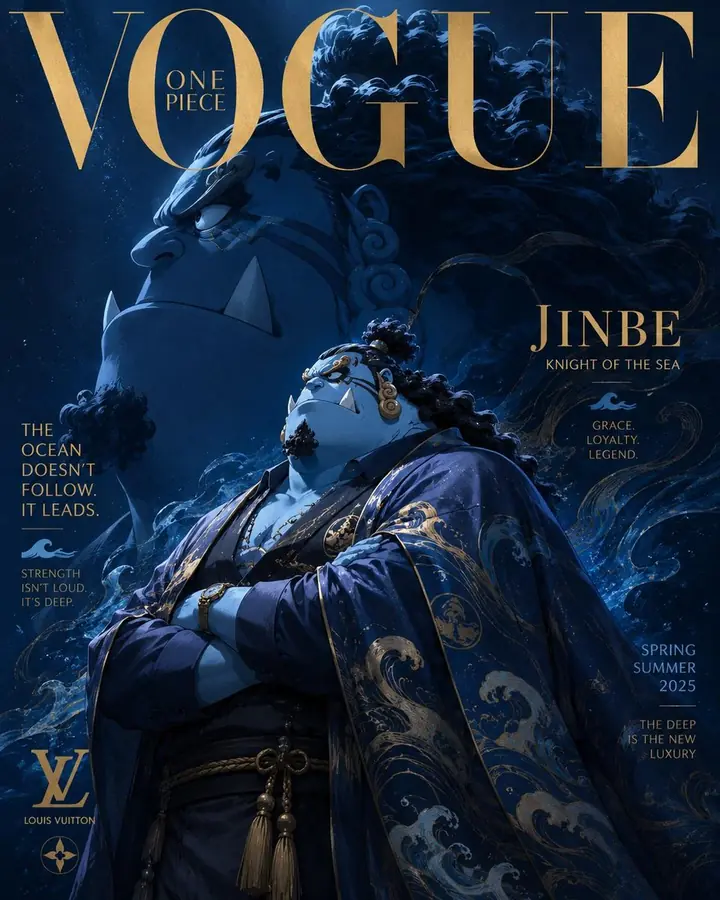 VOGUE
ONE
PIECE
JINBE
KNIGHT OF THE SEA
GRACE.
LOYALTY.
LEGEND.
THE
OCEAN
DOESN'T
FOLLOW.
IT LEADS.
STRENGTH
ISN'T LOUD.
IT'S DEEP.
SPRING
SUMMER
2025
THE DEEP
IS THE NEW
LUXURY
LV
LOUIS VUITTON